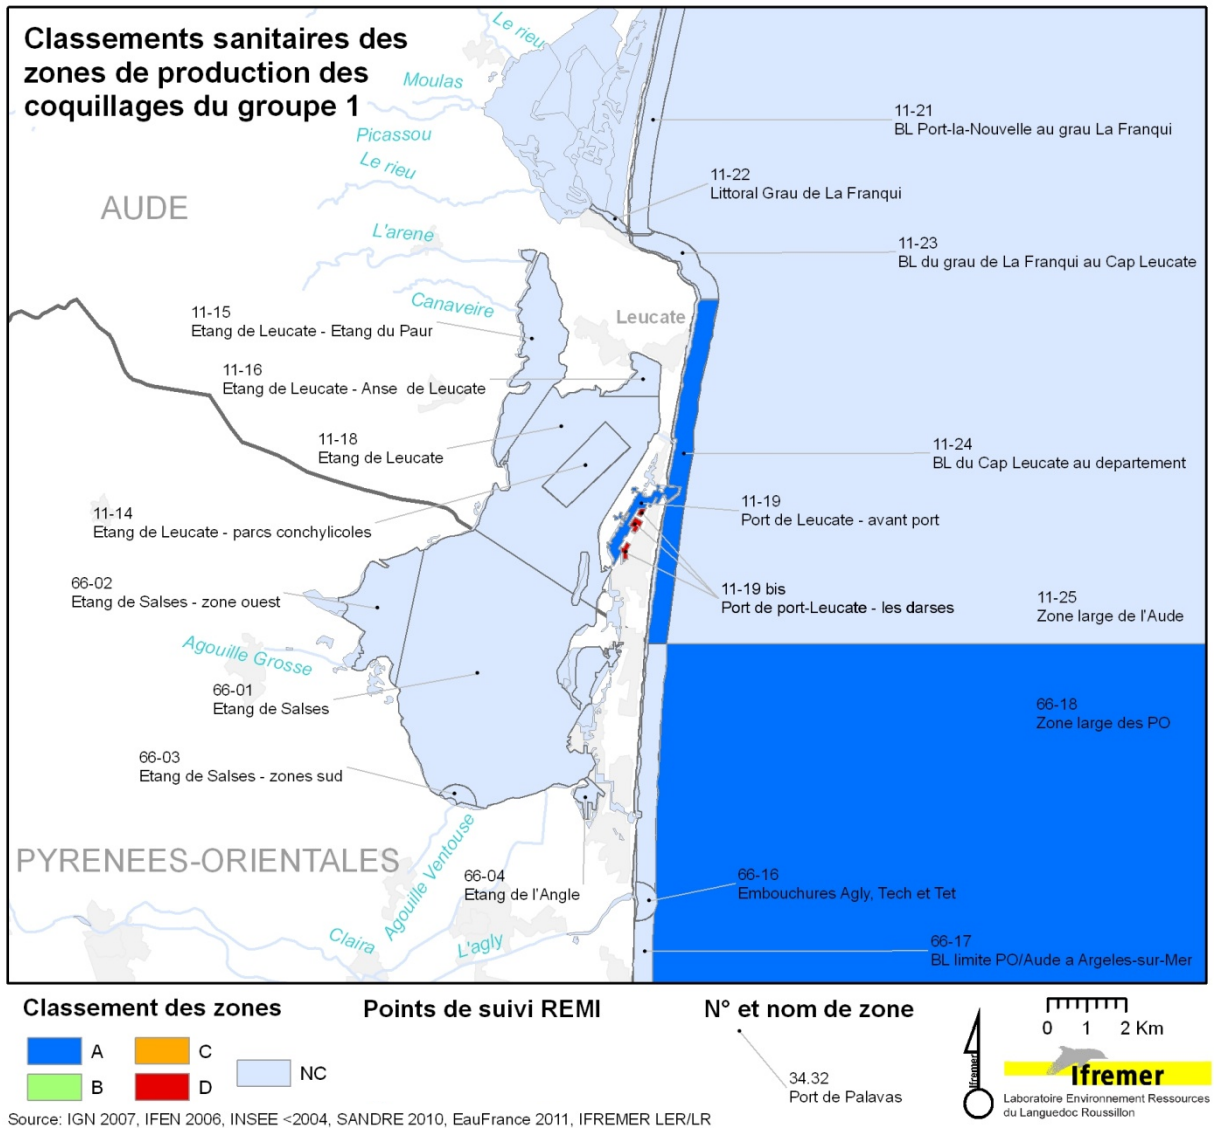 Classements sanitaires des
zones de production des
coquillages du groupe 1
Le rieu
Moulas
Picassou
Le rieu
AUDE
L'arene
Canaveire
Leucate
11-21
BL Port-la-Nouvelle au grau La Franqui
11-22
Littoral Grau de La Franqui
11-23
BL du grau de La Franqui au Cap Leucate
11-15
Etang de Leucate - Etang du Paur
11-16
Etang de Leucate - Anse de Leucate
11-18
Etang de Leucate
11-24
BL du Cap Leucate au departement
11-14
Etang de Leucate - parcs conchylicoles
11-19
Port de Leucate - avant port
66-02
Etang de Salses - zone ouest
11-19 bis
Port de port-Leucate - les darses
11-25
Zone large de l'Aude
Agouille Grosse
66-01
Etang de Salses
66-18
Zone large des PO
66-03
Etang de Salses - zones sud
PYRENEES-ORIENTALES
Agouille Ventouse
66-04
Etang de l'Angle
66-16
Embouchures Agly, Tech et Tet
Claira
L'agly
66-17
BL limite PO/Aude a Argeles-sur-Mer
Classement des zones
A
B
C
D
NC
Points de suivi REMI
N° et nom de zone
34.32
Port de Palavas
Ifremer
0 1 2 Km
Ifremer
Laboratoire Environnement Ressources
du Languedoc Roussillon
Source: IGN 2007, IFEN 2006, INSEE <2004, SANDRE 2010, EauFrance 2011, IFREMER LER/LR